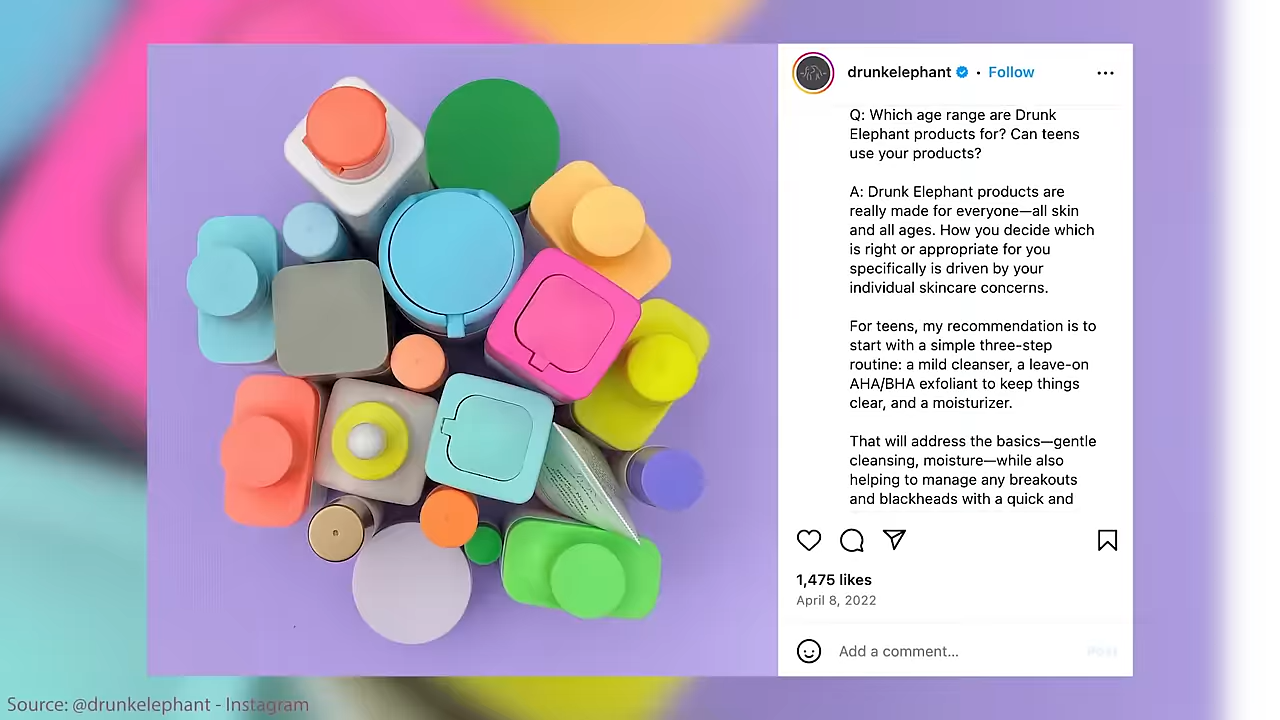 drunkelephant • Follow
Q: Which age range are Drunk
Elephant products for? Can teens
use your products?
A: Drunk Elephant products are
really made for everyone—all skin
and all ages. How you decide which
is right or appropriate for you
specifically is driven by your
individual skincare concerns.
For teens, my recommendation is to
start with a simple three-step
routine: a mild cleanser, a leave-on
AHA/BHA exfoliant to keep things
clear, and a moisturizer.
That will address the basics—gentle
cleansing, moisture—while also
helping to manage any breakouts
and blackheads with a quick and
1,475 likes
April 8, 2022
Add a comment...
Source: @drunkelephant - Instagram